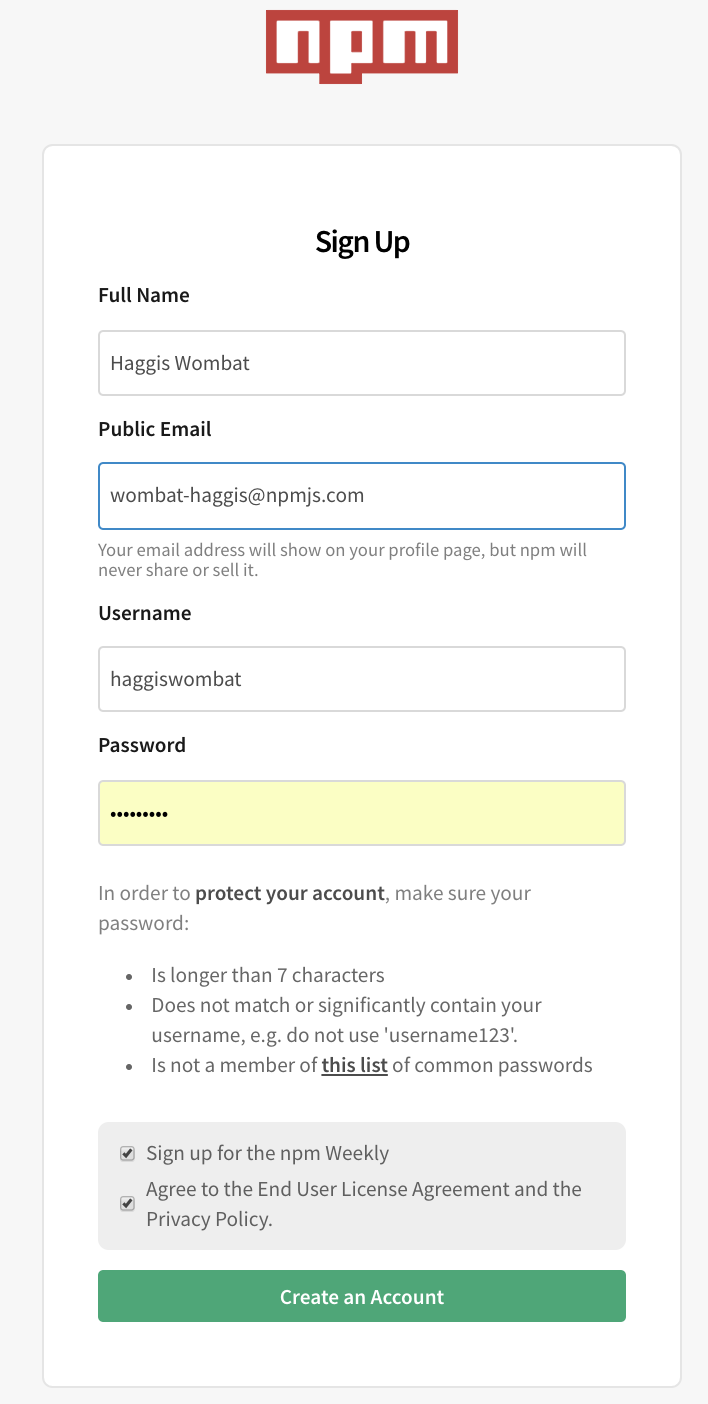 npm
Sign Up
Full Name
Haggis Wombat
Public Email
wombat-haggis@npmjs.com
Your email address will show on your profile page, but npm will
never share or sell it.
Username
haggiswombat
Password
•••••••••
In order to protect your account, make sure your
password:
• Is longer than 7 characters
• Does not match or significantly contain your
username, e.g. do not use 'username123'.
• Is not a member of this list of common passwords
Sign up for the npm Weekly
Agree to the End User License Agreement and the
Privacy Policy.
Create an Account